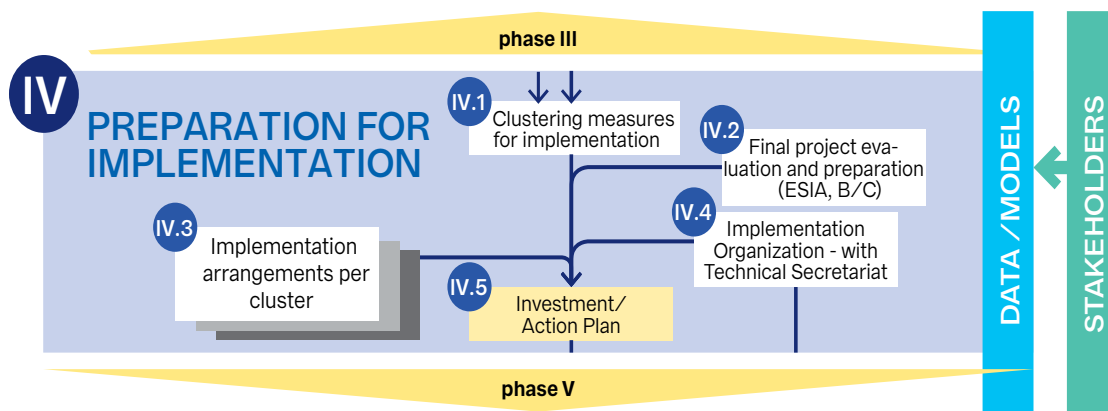 phase III
IV
PREPARATION FOR
IMPLEMENTATION
IV.1
Clustering measures
for implementation
IV.2
Final project eva-
luation and preparation
(ESIA, B/C)
IV.3
Implementation
arrangements per
cluster
IV.4
Implementation
Organization - with
Technical Secretariat
IV.5
Investment/
Action Plan
phase V
DATA / MODELS
STAKEHOLDERS